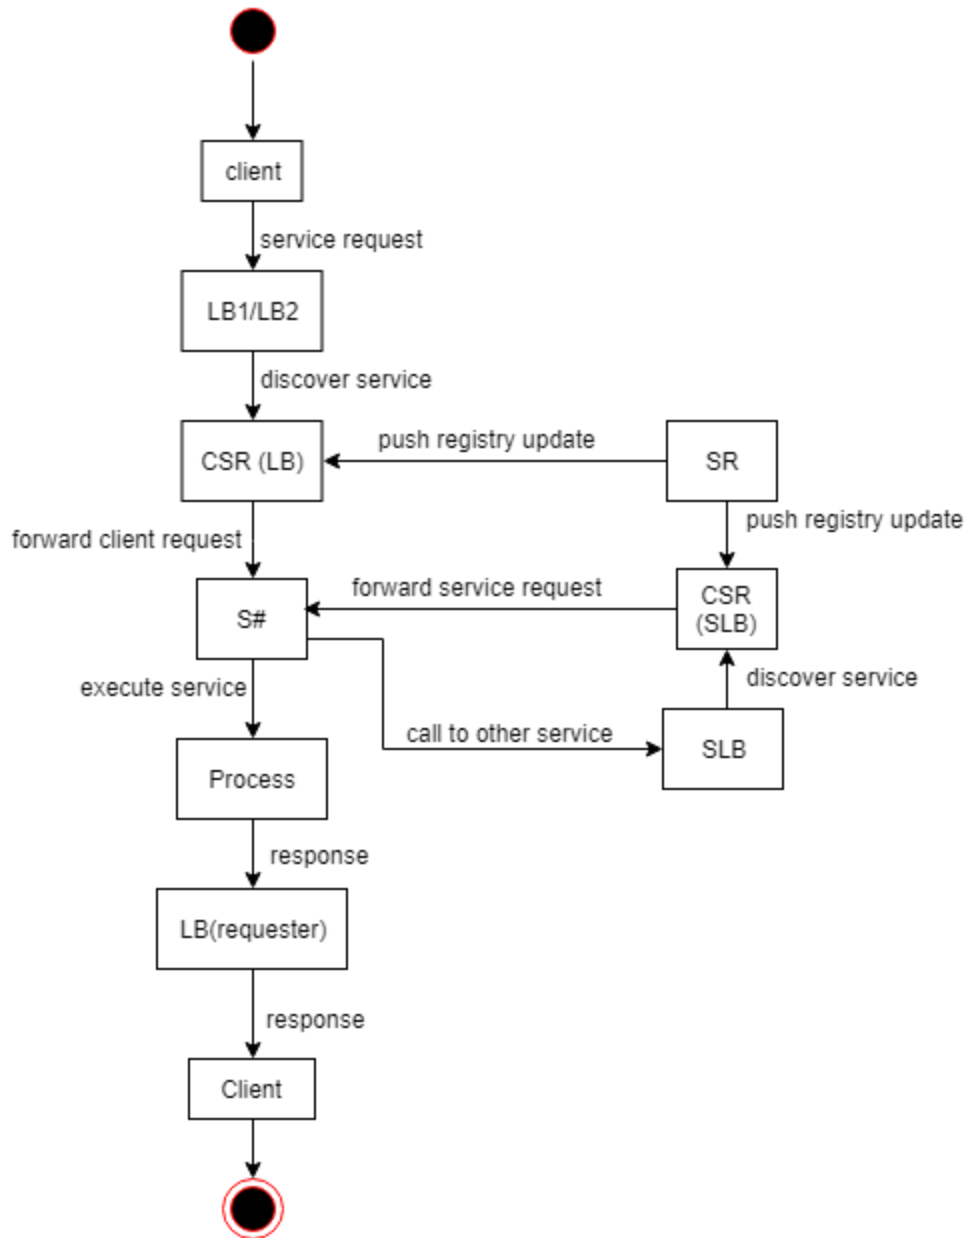 client
service request
LB1/LB2
discover service
CSR (LB)
push registry update
SR
push registry update
forward client request
S#
forward service request
CSR
(SLB)
discover service
execute service
call to other service
SLB
Process
response
LB(requester)
response
Client